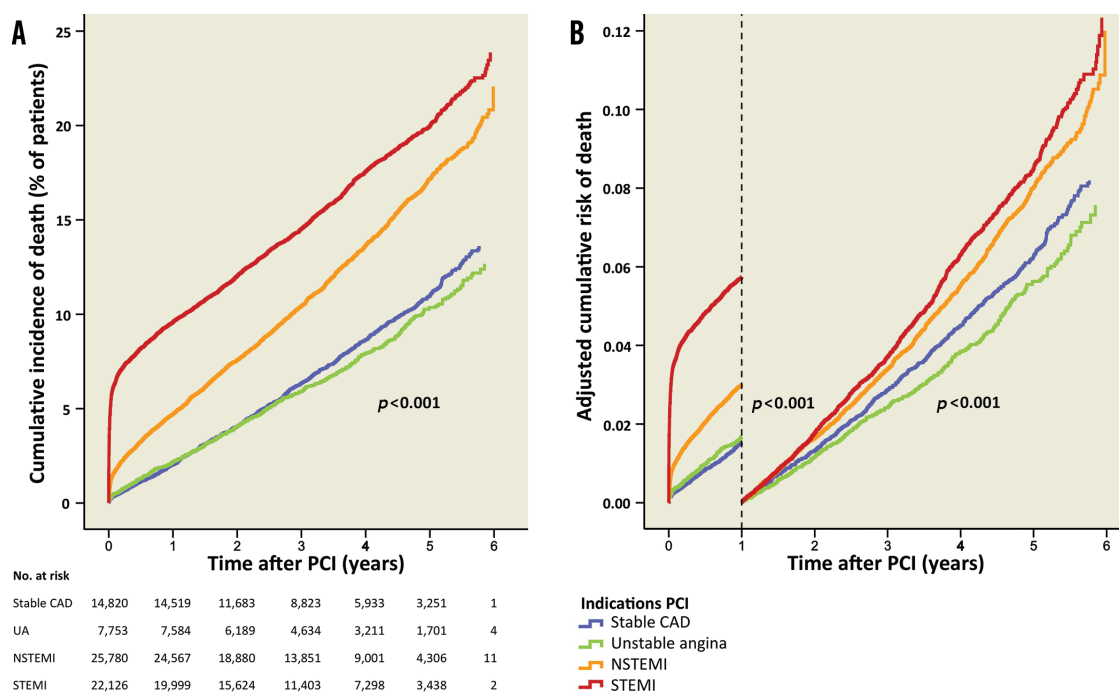 A
Cumulative incidence of death (% of patients)
25
20
15
10
5
0
p<0.001
0 1 2 3 4 5 6
Time after PCI (years)
No. at risk
Stable CAD 14,820 14,519 11,683 8,823 5,933 3,251 1
UA 7,753 7,584 6,189 4,634 3,211 1,701 4
NSTEMI 25,780 24,567 18,880 13,851 9,001 4,306 11
STEMI 22,126 19,999 15,624 11,403 7,298 3,438 2
B
Adjusted cumulative risk of death
0.12
0.10
0.08
0.06
0.04
0.02
0.00
p<0.001 p<0.001
0 1 2 3 4 5 6
Time after PCI (years)
Indications PCI
Stable CAD
Unstable angina
NSTEMI
STEMI